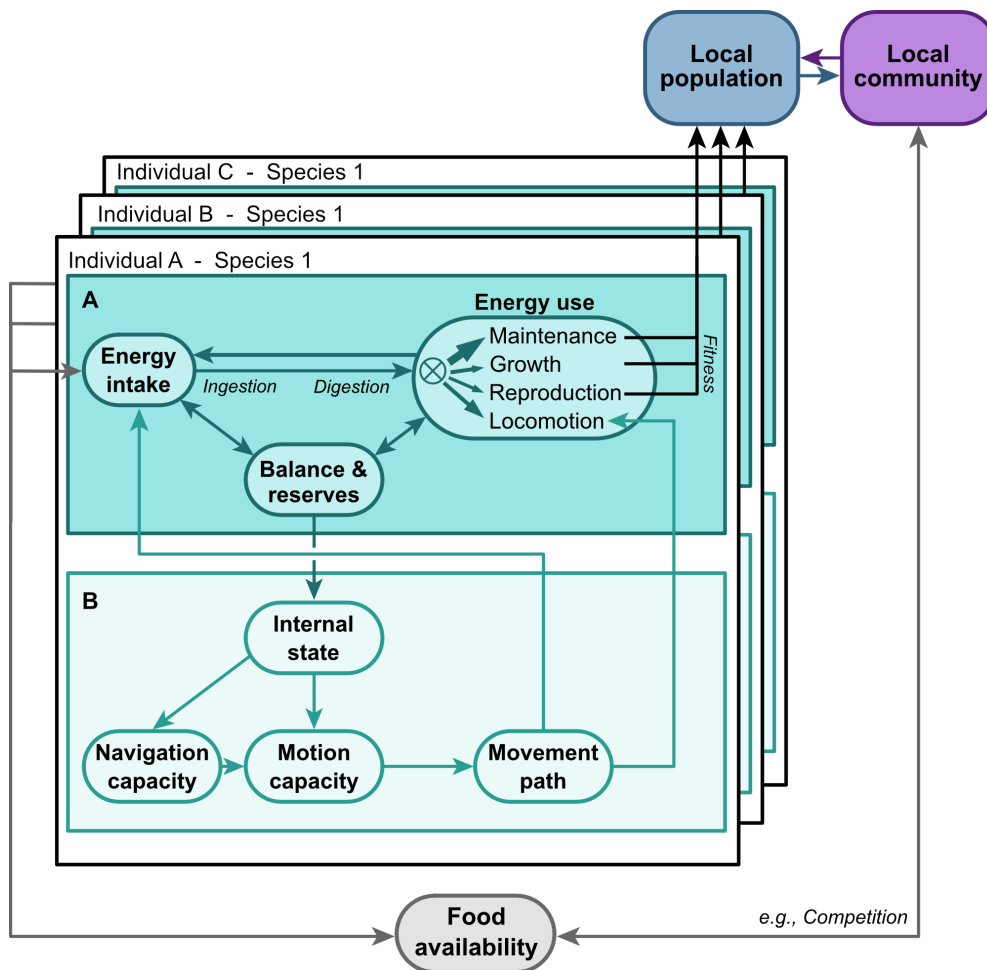 Local
population
Local
community
Individual C - Species 1
Individual B - Species 1
Individual A - Species 1
A
Energy use
Energy
intake
Ingestion
Digestion
Maintenance
Growth
Reproduction
Locomotion
Fitness
Balance &
reserves
B
Internal
state
Navigation
capacity
Motion
capacity
Movement
path
Food
availability
e.g., Competition